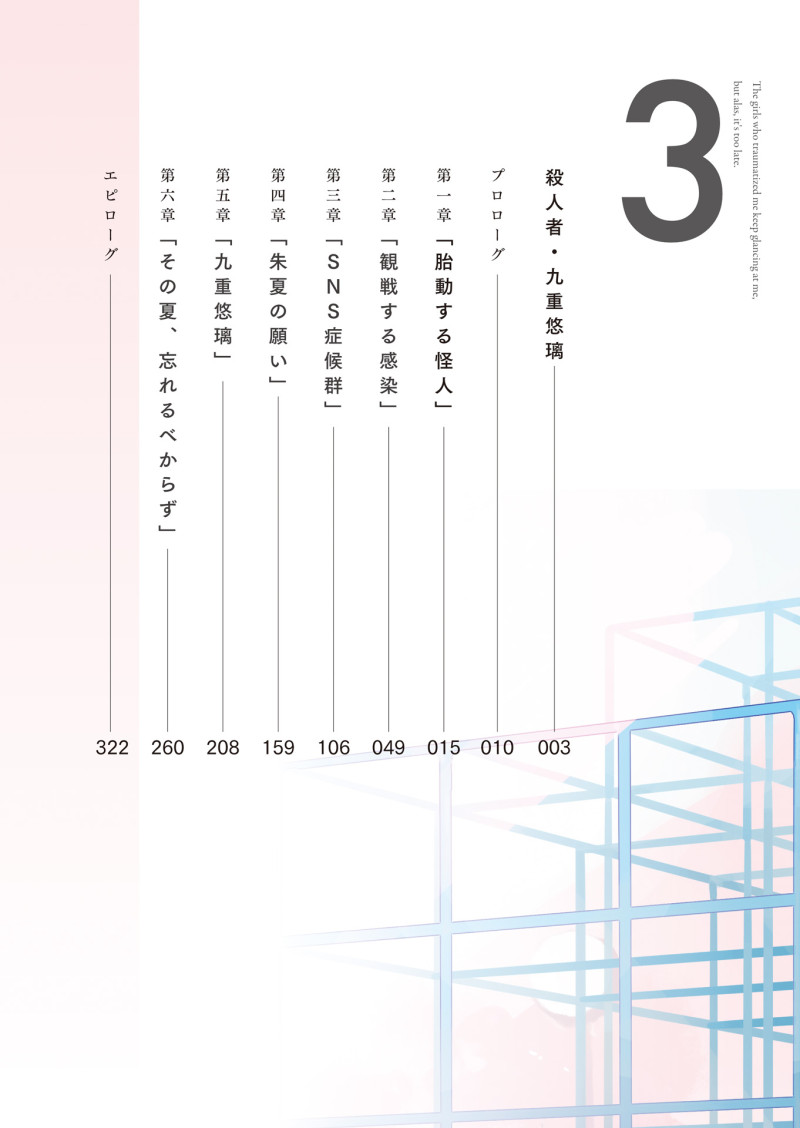 The girls who traumatized me keep glancing at me,
but alas, it's too late.
3
殺人者・九重悠璃 003
プロローグ 010
第一章「胎動する怪人」 015
第二章「観戦する感染」 049
第三章「SNS症候群」 106
第四章「朱夏の願い」 159
第五章「九重悠璃」 208
第六章「その夏、忘れるべからず」 260
エピローグ 322